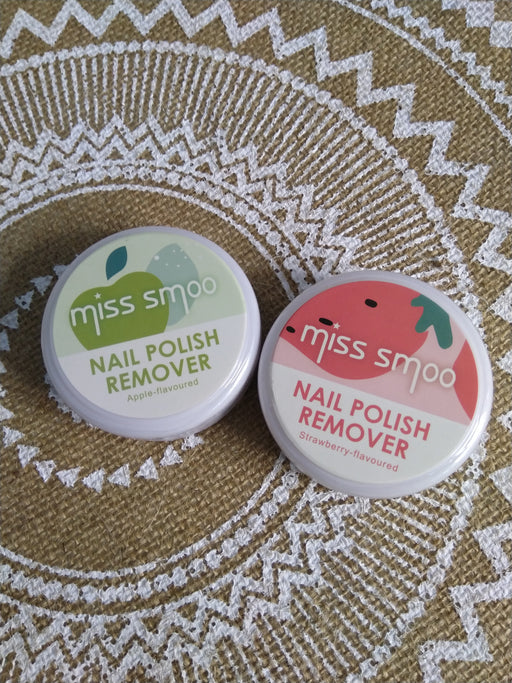 miss smoo
NAIL POLISH
REMOVER
Apple-flavoured
miss smoo
NAIL POLISH
REMOVER
Strawberry-flavoured